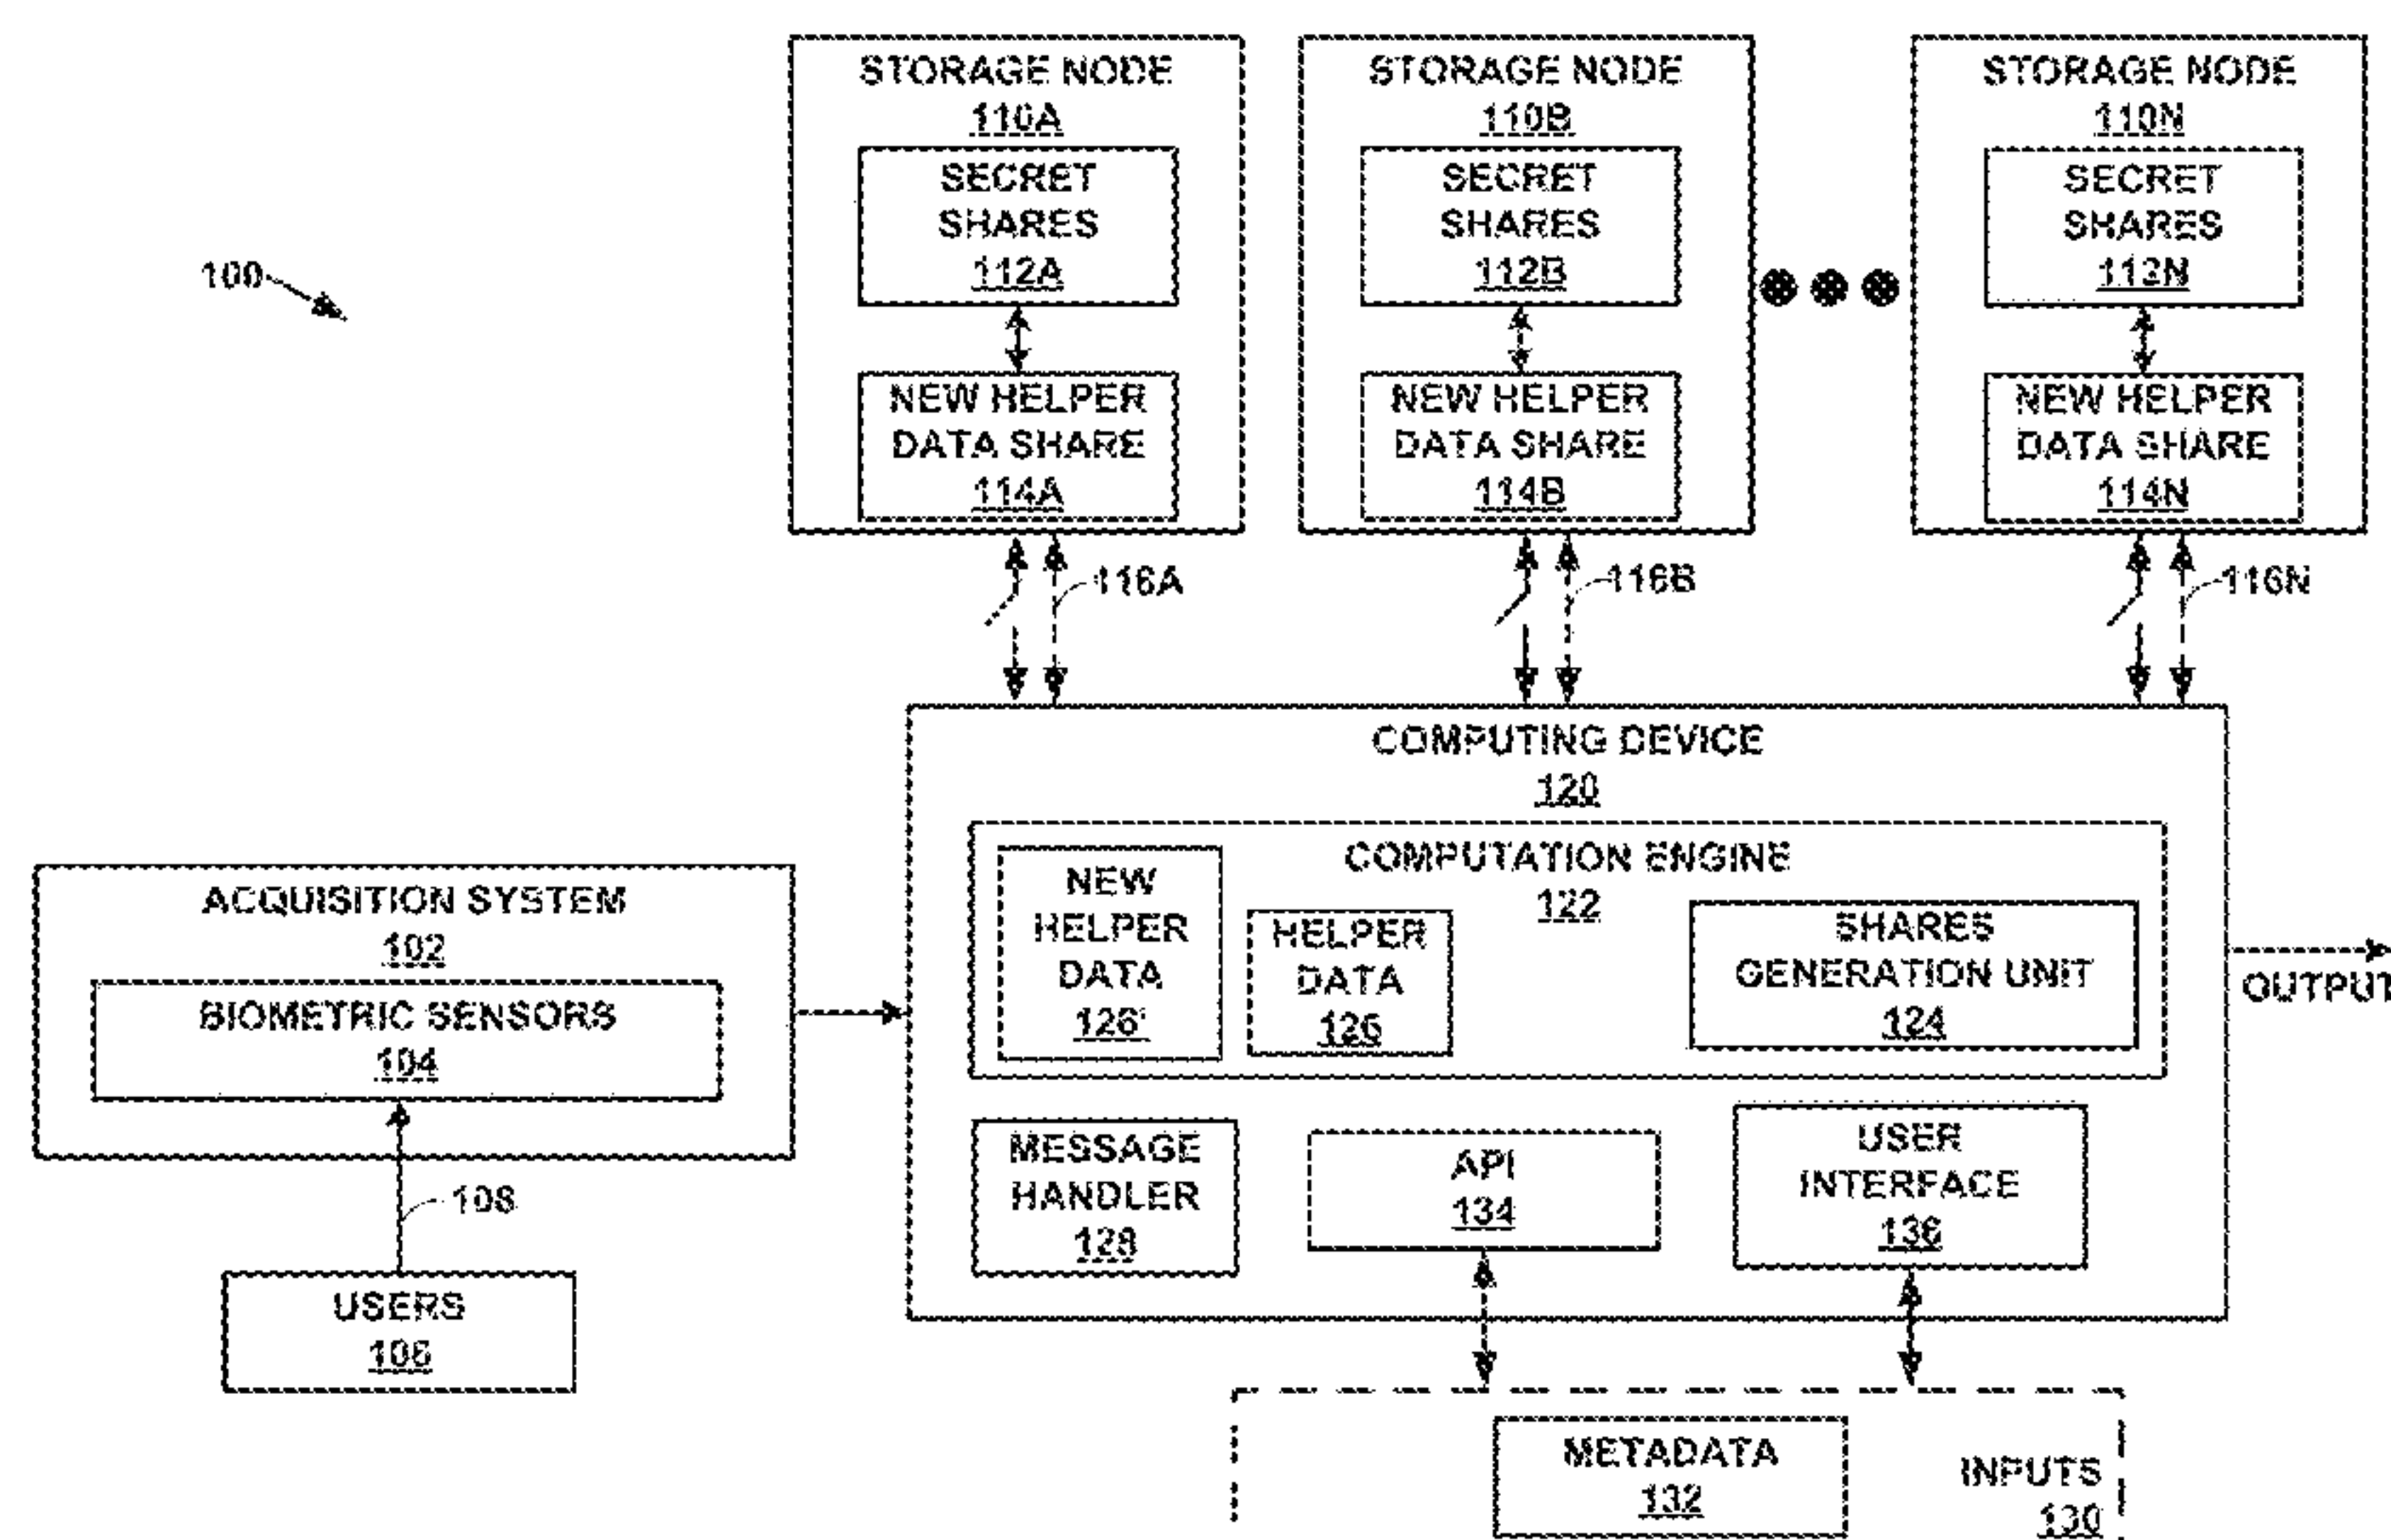 STORAGE NODE
110A
SECRET
SHARES
112A
NEW HELPER
DATA SHARE
114A
STORAGE NODE
110B
SECRET
SHARES
112B
NEW HELPER
DATA SHARE
114B
STORAGE NODE
110N
SECRET
SHARES
112N
NEW HELPER
DATA SHARE
114N
100
116A
116B
116N
COMPUTING DEVICE
120
COMPUTATION ENGINE
122
NEW
HELPER
DATA
126'
HELPER
DATA
126
SHARES
GENERATION UNIT
124
OUTPUT
ACQUISITION SYSTEM
102
BIOMETRIC SENSORS
104
MESSAGE
HANDLER
128
API
134
USER
INTERFACE
136
108
USERS
106
METADATA
132
INPUTS
130